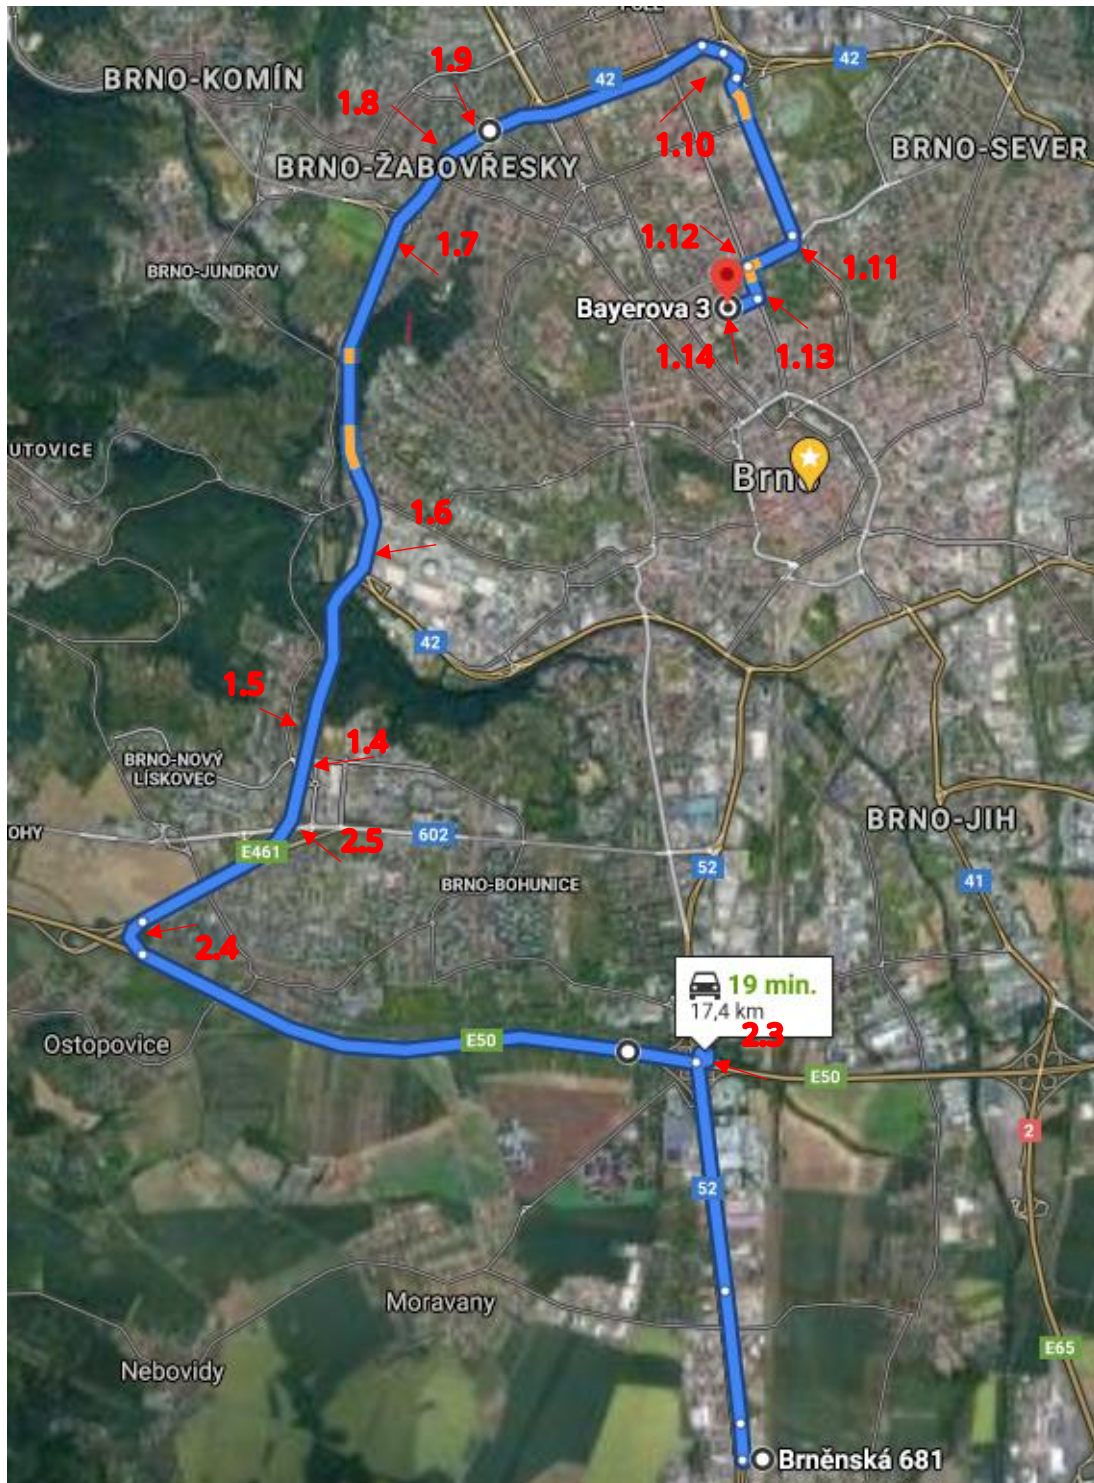 42
1.9
BRNO-KOMÍN
42
1.8
1.10
BRNO-SEVER
BRNO-ŽABOVŘESKY
1.12
1.7
1.11
BRNO-JUNDROV
Bayerova 3
1.14
1.13
UTOVICE
Brno
1.6
42
1.5
1.4
BRNO-NOVÝ
LÍSKOVEC
BRNO-JIH
OHY
602
2.5
E461
52
41
BRNO-BOHUNICE
2.4
19 min.
17,4 km
2.3
E50
Ostopovice
E50
2
52
Moravany
E65
Nebovidy
Brněnská 681